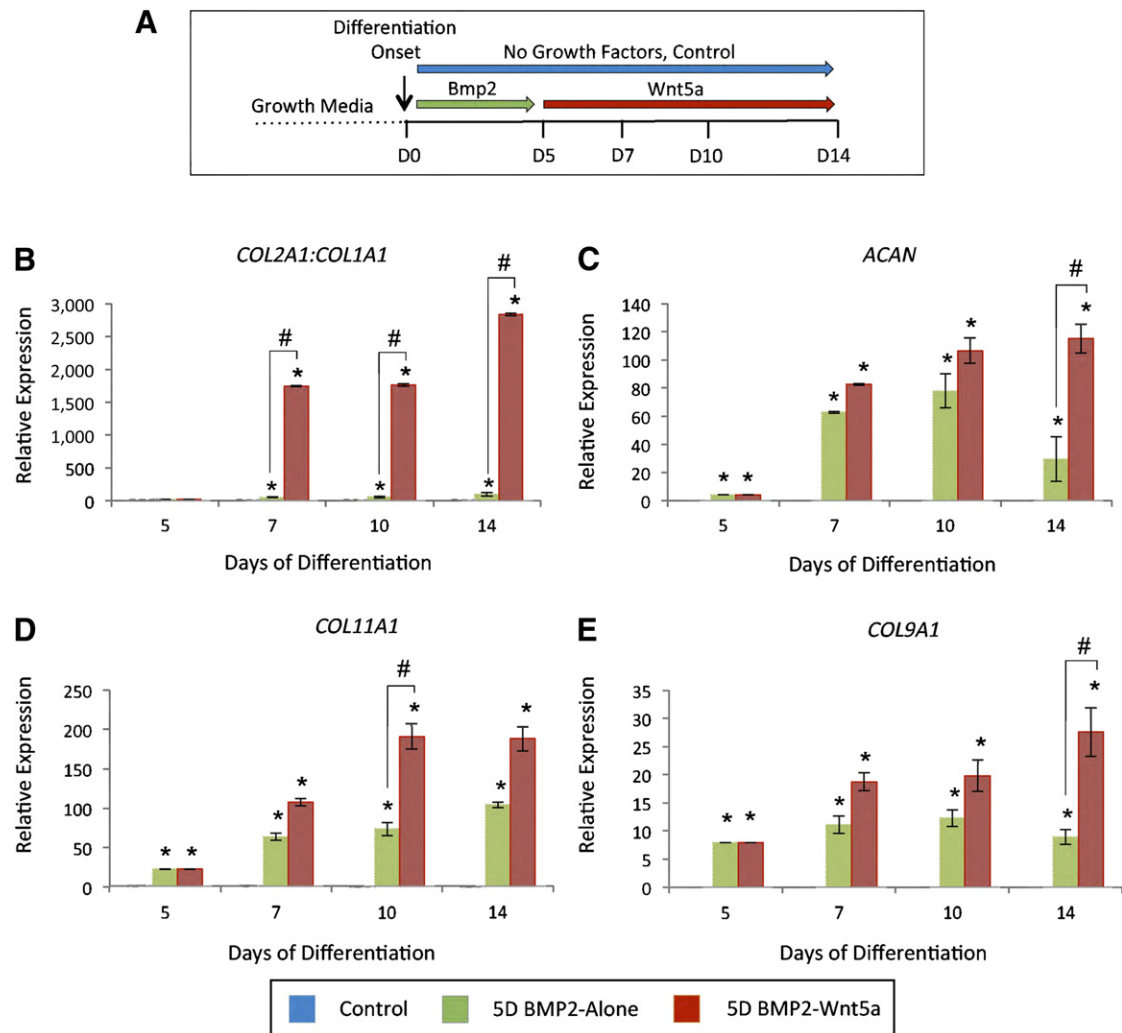 A
Differentiation
Onset
No Growth Factors, Control
Bmp2
Wnt5a
Growth Media
D0 D5 D7 D10 D14
B
COL2A1:COL1A1
Relative Expression
3,000
2,500
2,000
1,500
1,000
500
0
# # #
* * * * * *
5 7 10 14
Days of Differentiation
C
ACAN
Relative Expression
140
120
100
80
60
40
20
0
#
* * * * * * * *
5 7 10 14
Days of Differentiation
D
COL11A1
Relative Expression
250
200
150
100
50
0
#
* * * * * * * *
5 7 10 14
Days of Differentiation
E
COL9A1
Relative Expression
35
30
25
20
15
10
5
0
#
* * * * * * * *
5 7 10 14
Days of Differentiation
Control 5D BMP2-Alone 5D BMP2-Wnt5a